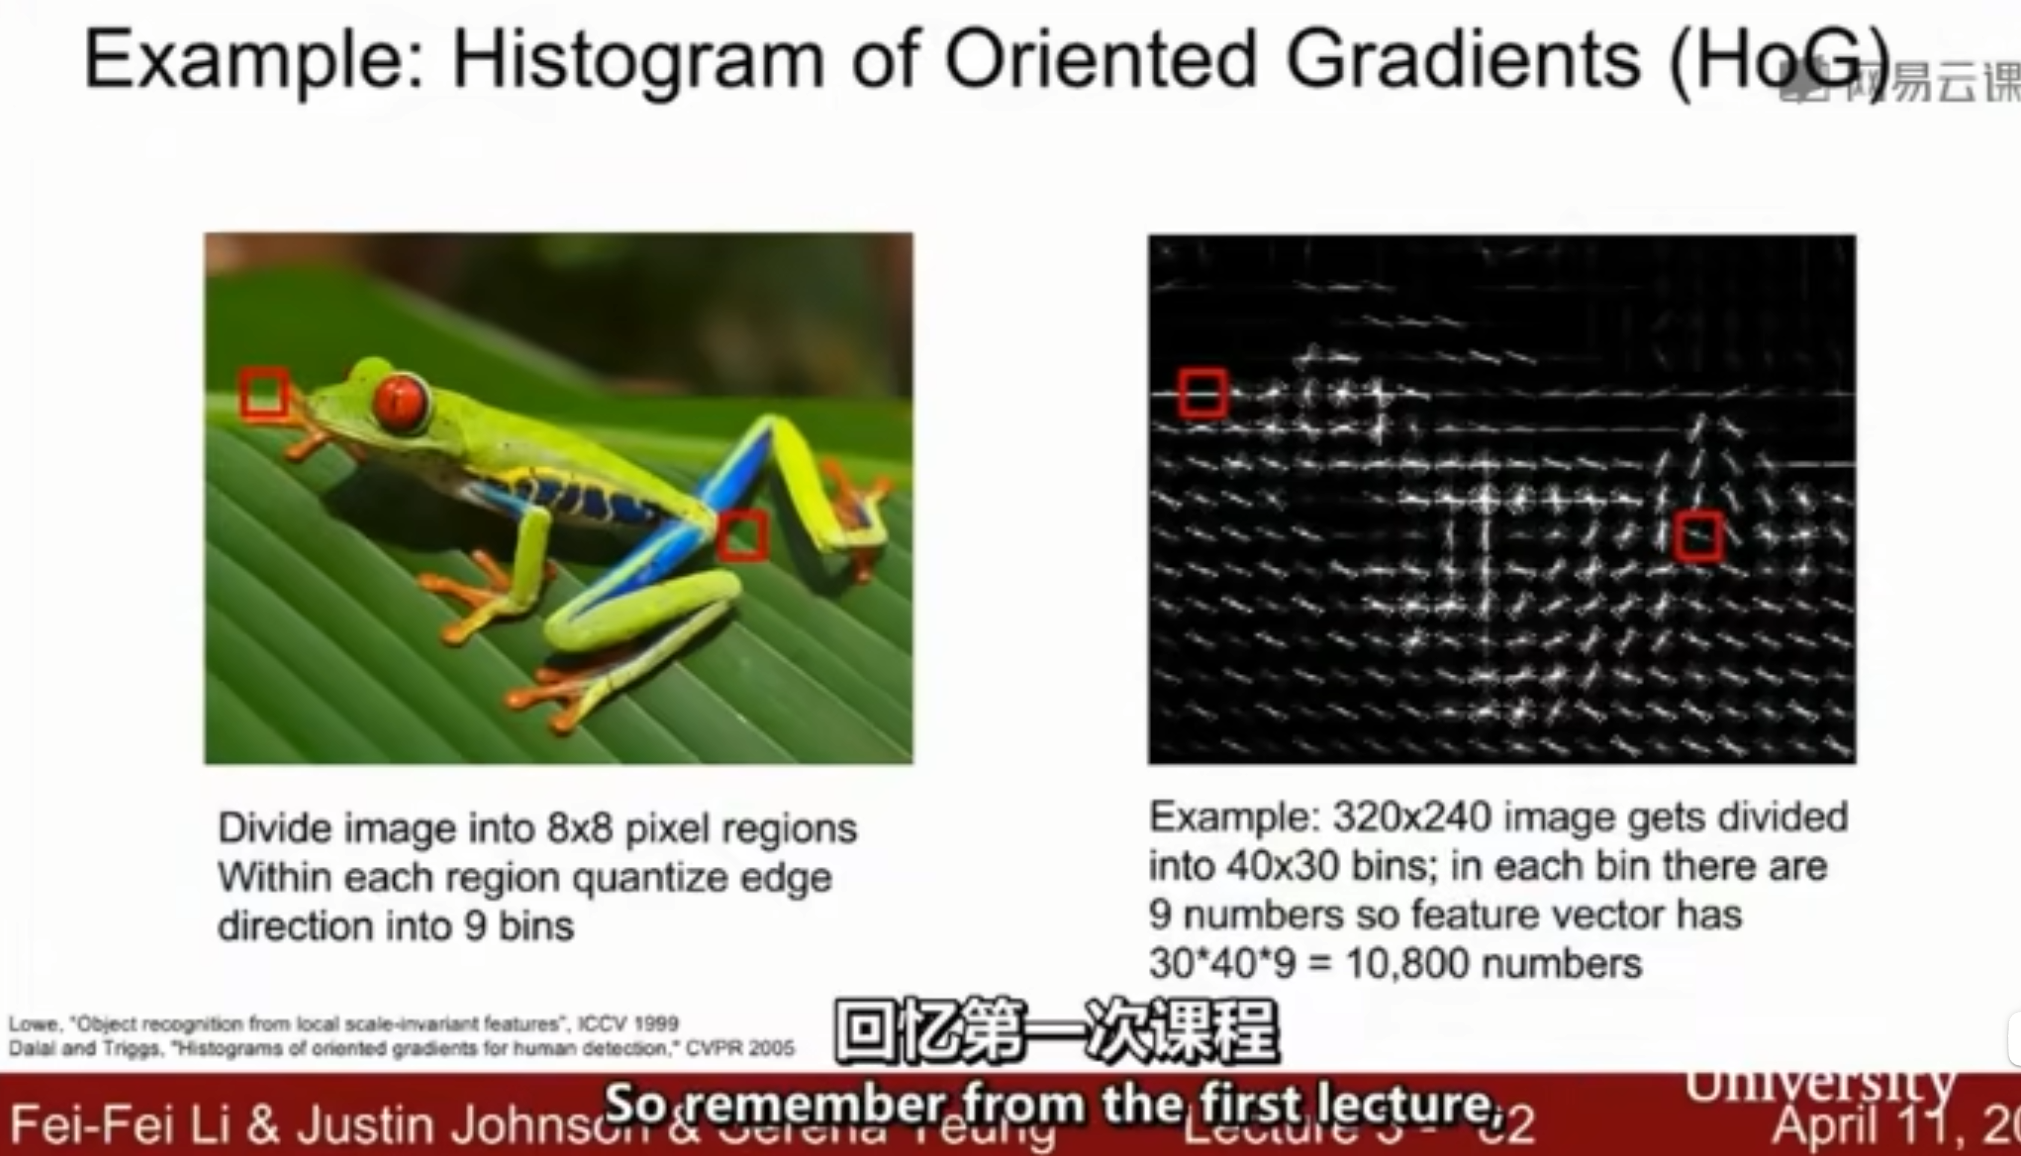 Example: Histogram of Oriented Gradients (HoG)
网易云课
Divide image into 8x8 pixel regions
Within each region quantize edge
direction into 9 bins
Example: 320x240 image gets divided
into 40x30 bins; in each bin there are
9 numbers so feature vector has
30*40*9 = 10,800 numbers
Lowe, "Object recognition from local scale-invariant features", ICCV 1999
Dalal and Triggs, "Histograms of oriented gradients for human detection," CVPR 2005
回忆第一次课程
So remember from the first lecture,
University
Fei-Fei Li & Justin Johnson & Serena Yeung
Lecture 3 -
April 11, 20